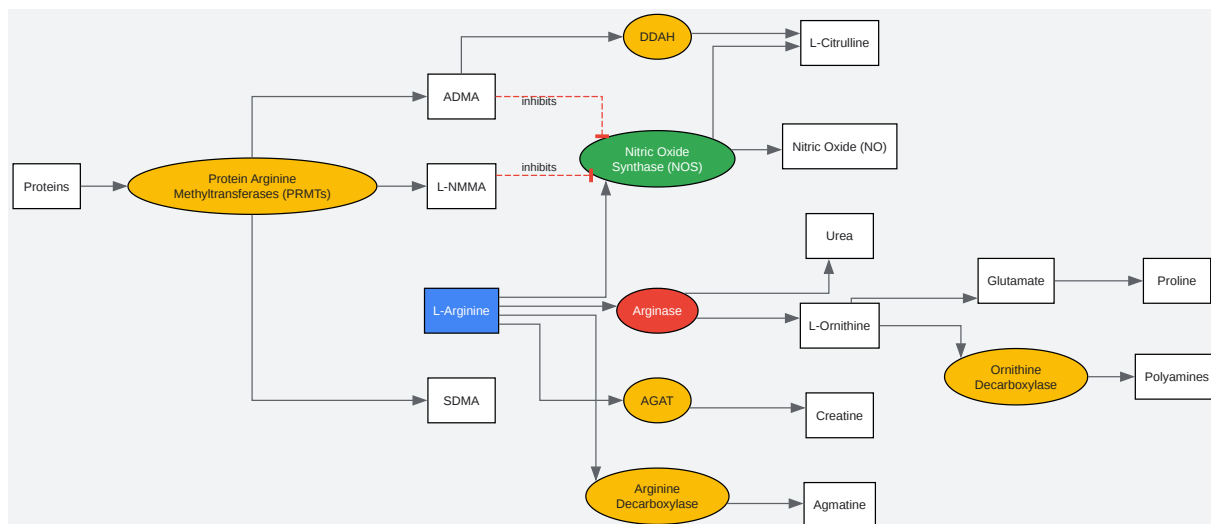 DDAH
L-Citrulline
ADMA
inhibits
Nitric Oxide
Synthase (NOS)
Nitric Oxide (NO)
inhibits
Proteins
Protein Arginine
Methyltransferases (PRMTs)
L-NMMA
Urea
Glutamate
Proline
L-Arginine
Arginase
L-Ornithine
Ornithine
Decarboxylase
Polyamines
SDMA
AGAT
Creatine
Arginine
Decarboxylase
Agmatine